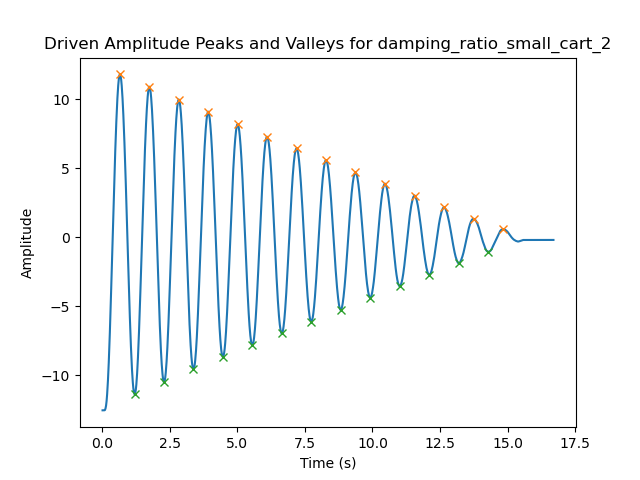 Driven Amplitude Peaks and Valleys for damping_ratio_small_cart_2
10
5
0
−5
−10
Amplitude
0.0 2.5 5.0 7.5 10.0 12.5 15.0 17.5
Time (s)